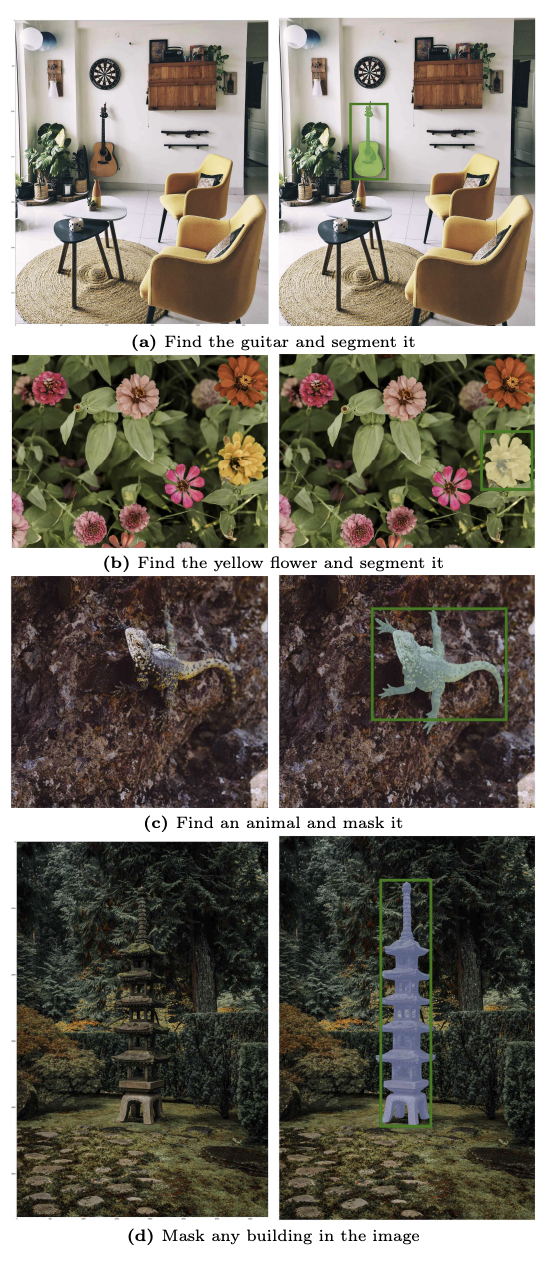 (a) Find the guitar and segment it
(b) Find the yellow flower and segment it
(c) Find an animal and mask it
(d) Mask any building in the image